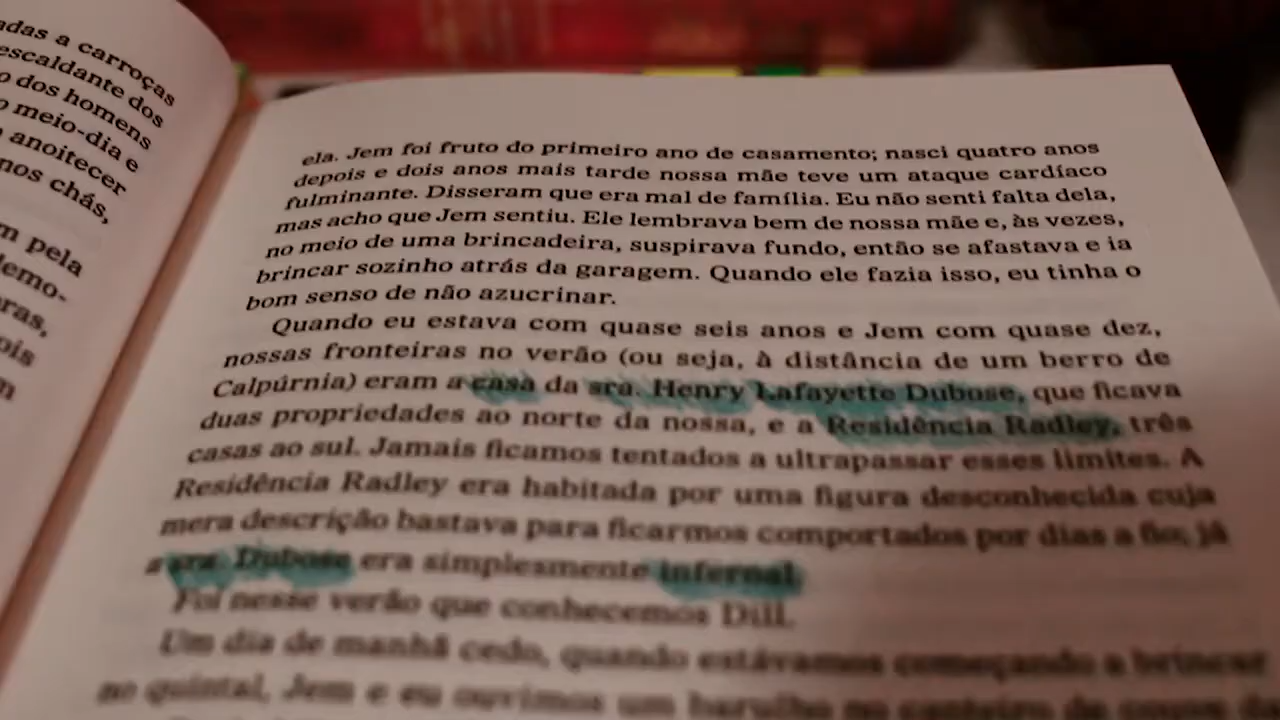 adas a carroças
escaldante dos
o dos homens
o meio-dia e
anoitecer
nos chás,
m pela
demo-
ras,
ois
m
ela. Jem foi fruto do primeiro ano de casamento; nasci quatro anos
depois e dois anos mais tarde nossa mãe teve um ataque cardíaco
fulminante. Disseram que era mal de família. Eu não senti falta dela,
mas acho que Jem sentiu. Ele lembrava bem de nossa mãe e, às vezes,
no meio de uma brincadeira, suspirava fundo, então se afastava e ia
brincar sozinho atrás da garagem. Quando ele fazia isso, eu tinha o
bom senso de não azucrinar.
Quando eu estava com quase seis anos e Jem com quase dez,
nossas fronteiras no verão (ou seja, à distância de um berro de
Calpúrnia) eram a casa da sra. Henry Lafayette Dubose, que ficava
duas propriedades ao norte da nossa, e a Residência Radley, três
casas ao sul. Jamais ficamos tentados a ultrapassar esses limites. A
Residência Radley era habitada por uma figura desconhecida cuja
mera descrição bastava para ficarmos comportados por dias a fio; já
a sra. Dubose era simplesmente infernal.
Foi nesse verão que conhecemos Dill.
Um dia de manhã cedo, quando estávamos começando a brincar
no quintal, Jem e eu ouvimos um barulho no canteiro de couves da